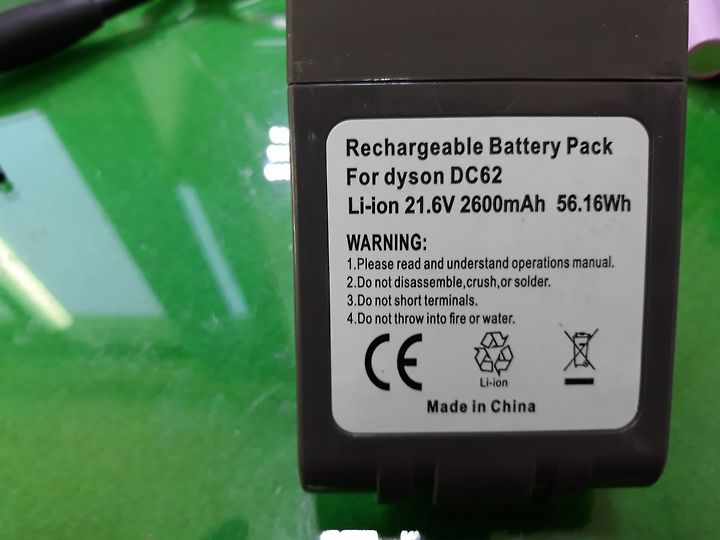 Rechargeable Battery Pack
For dyson DC62
Li-ion 21.6V 2600mAh 56.16Wh
WARNING:
1.Please read and understand operations manual.
2.Do not disassemble,crush,or solder.
3.Do not short terminals.
4.Do not throw into fire or water.
CE
Li-ion
Made in China